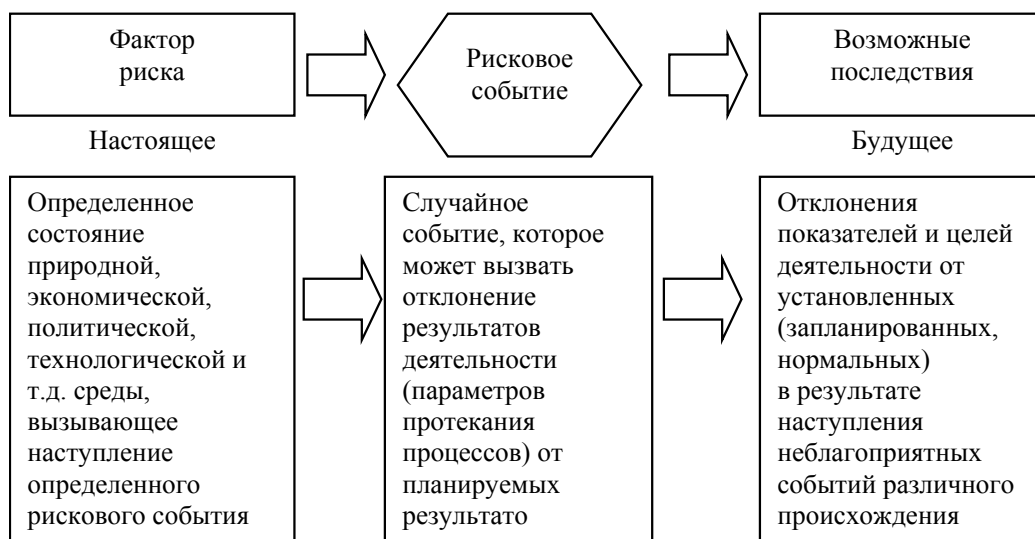 Фактор
риска
Рисковое
событие
Возможные
последствия
Настоящее
Будущее
Определенное
состояние
природной,
экономической,
политической,
технологической и
т.д. среды,
вызывающее
наступление
определенного
рискового события
Случайное
событие, которое
может вызвать
отклонение
результатов
деятельности
(параметров
протекания
процессов) от
планируемых
результато
Отклонения
показателей и целей
деятельности от
установленных
(запланированных,
нормальных)
в результате
наступления
неблагоприятных
событий различного
происхождения